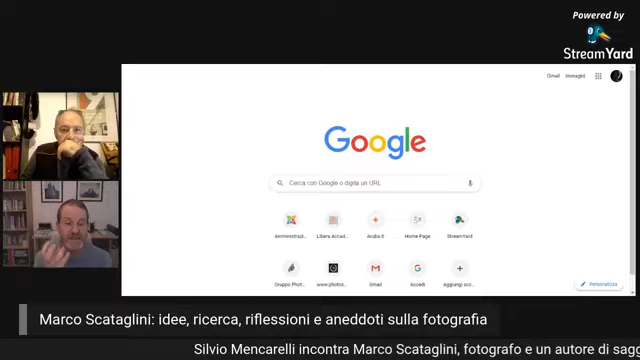 Powered by
StreamYard
Gmail Immagini
Google
Cerca con Google o digita un URL
Amministrazi... Libera Accad... Aruba.it Home Page StreamYard
Gruppo Phot... www.photos... Gmail Accedi Aggiungi sco...
Personalizza
Marco Scataglini: idee, ricerca, riflessioni e aneddoti sulla fotografia
Silvio Mencarelli incontra Marco Scataglini, fotografo e un autore di sagg